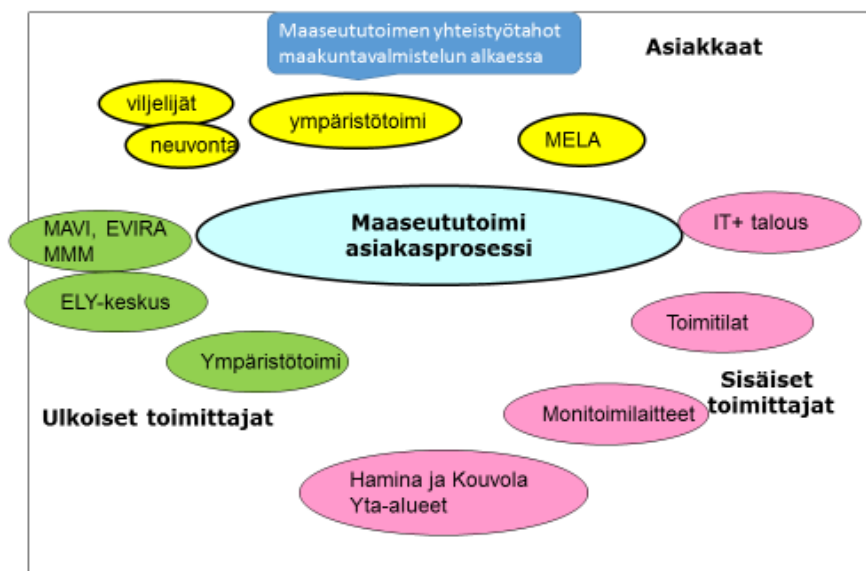 Maaseututoimen yhteistyötahot
maakuntavalmistelun alkaessa
Asiakkaat
viljelijät
neuvonta
ympäristötoimi
MELA
Maaseututoimi
asiakasprosessi
MAVI, EVIRA
MMM
IT+ talous
ELY-keskus
Toimitilat
Ympäristötoimi
Sisäiset
toimittajat
Ulkoiset toimittajat
Monitoimilaitteet
Hamina ja Kouvola
Yta-alueet